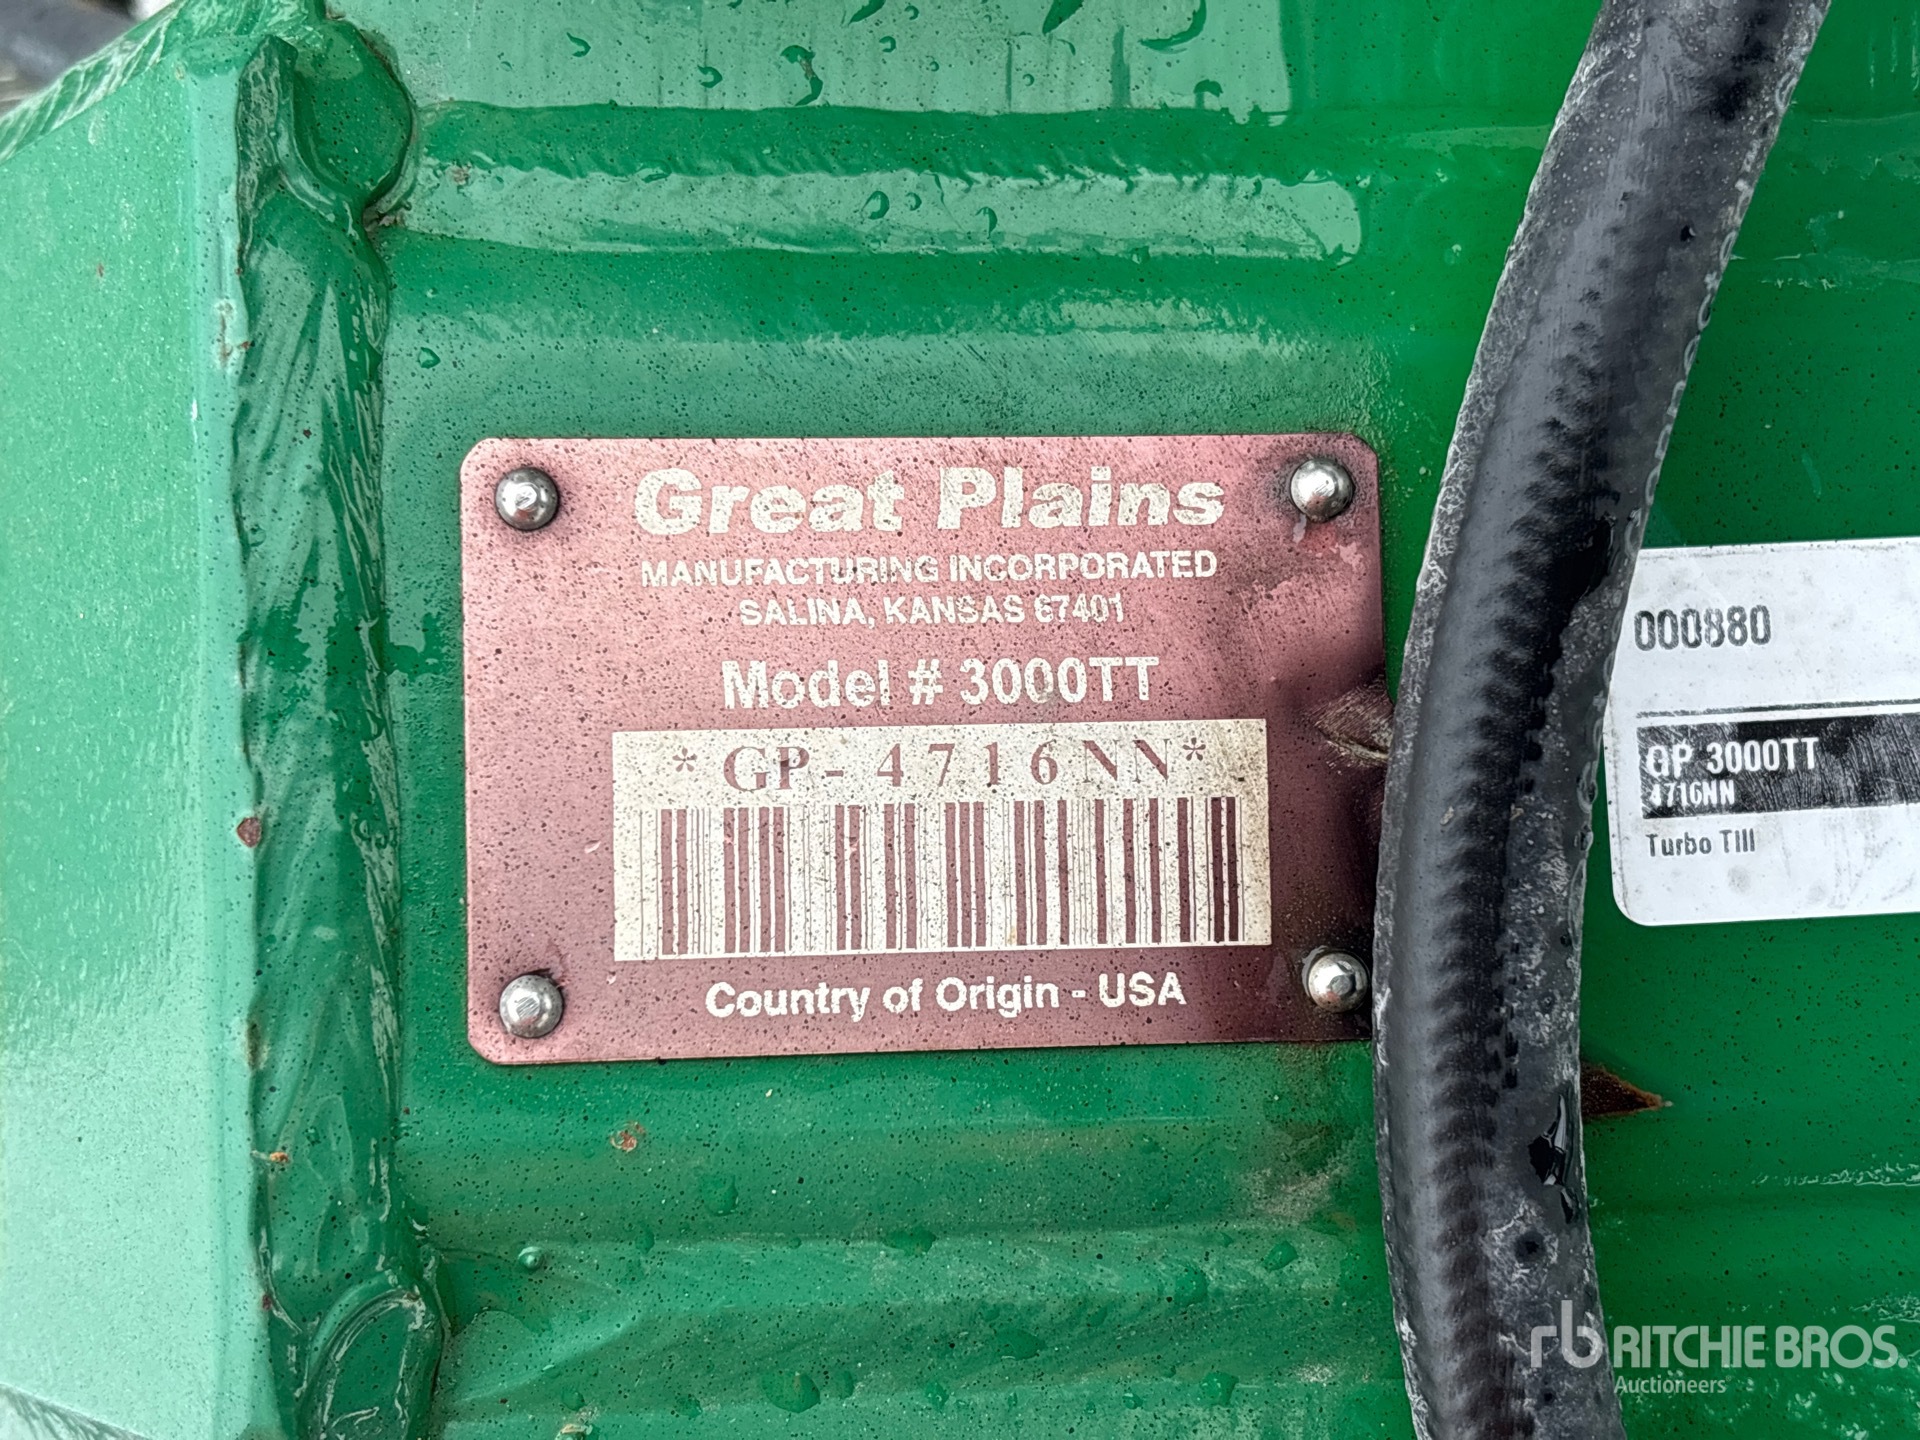 Great Plains
MANUFACTURING INCORPORATED
SALINA, KANSAS 67401
Model # 3000TT
*GP-4716NN*
Country of Origin - USA
000880
GP 3000TT
4716NN
Turbo Till
rb RITCHIE BROS.
Auctioneers